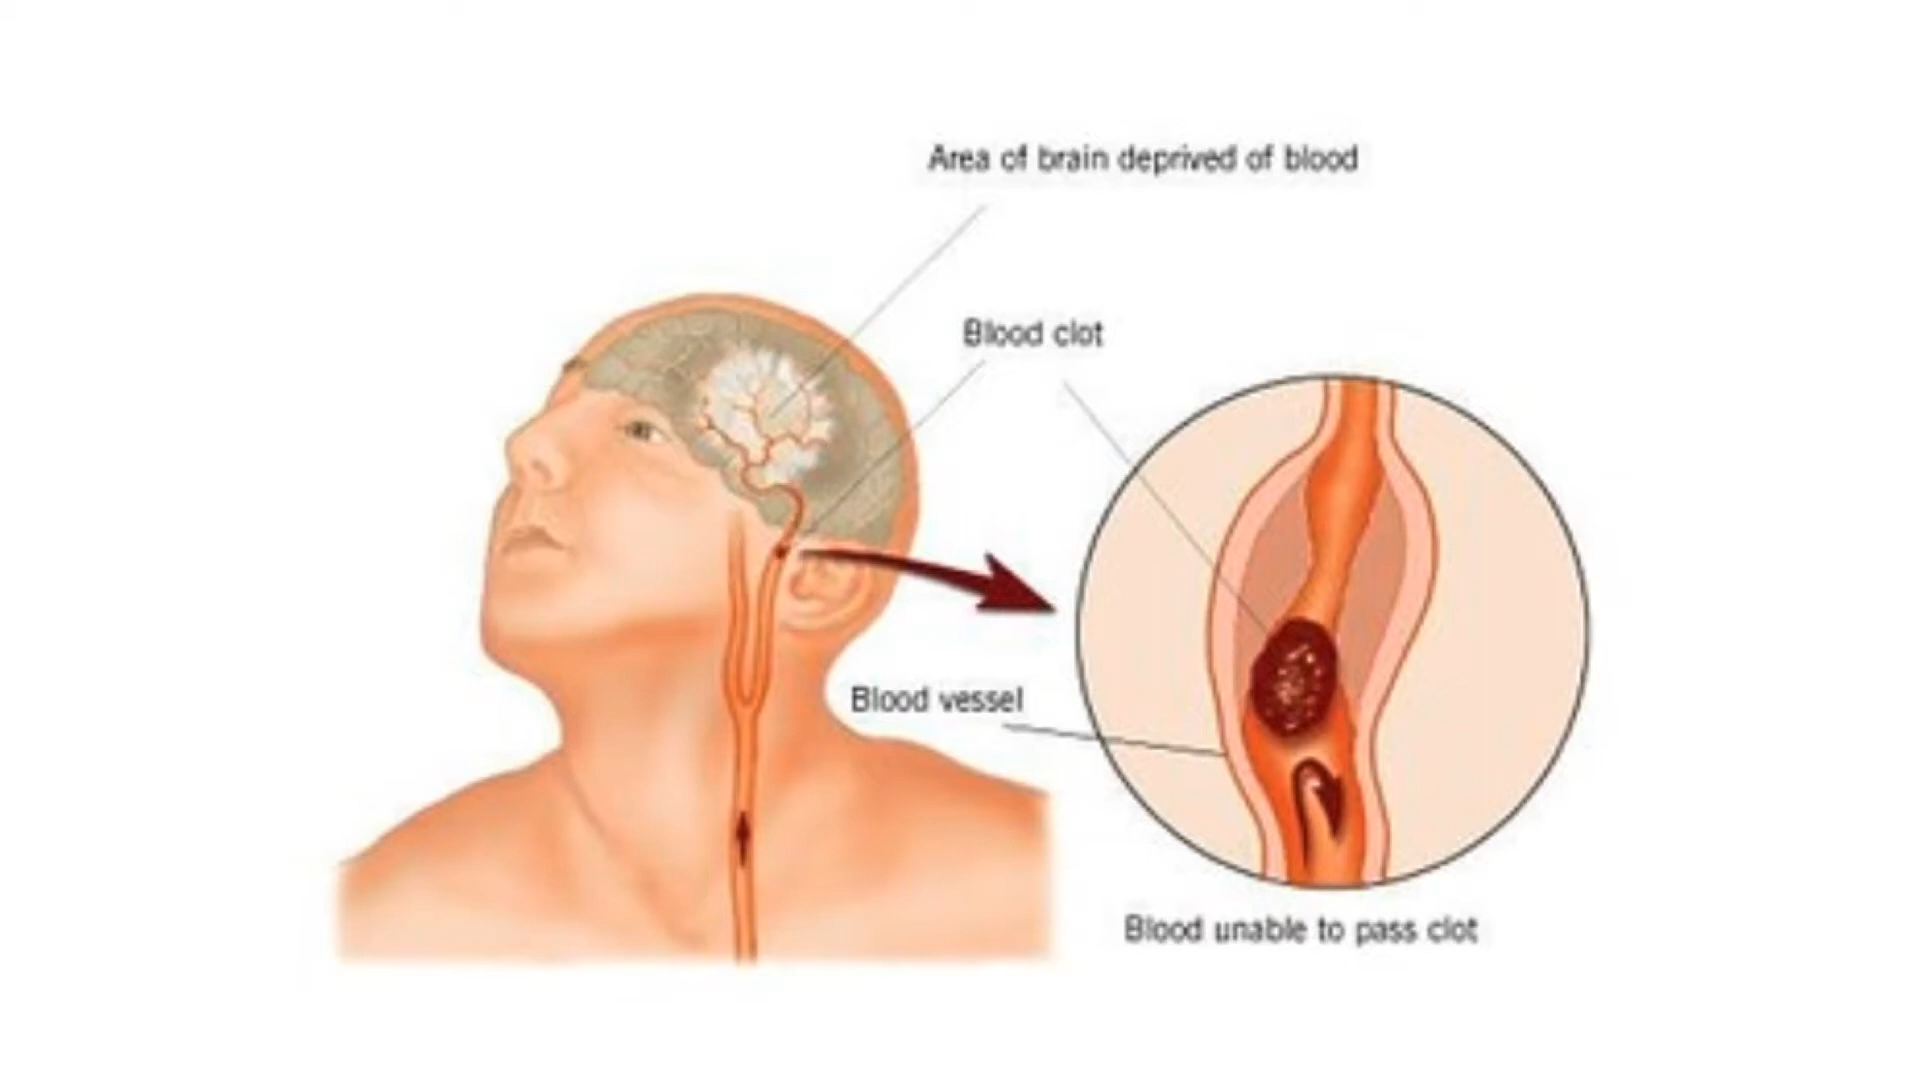 Area of brain deprived of blood
Blood clot
Blood vessel
Blood unable to pass clot